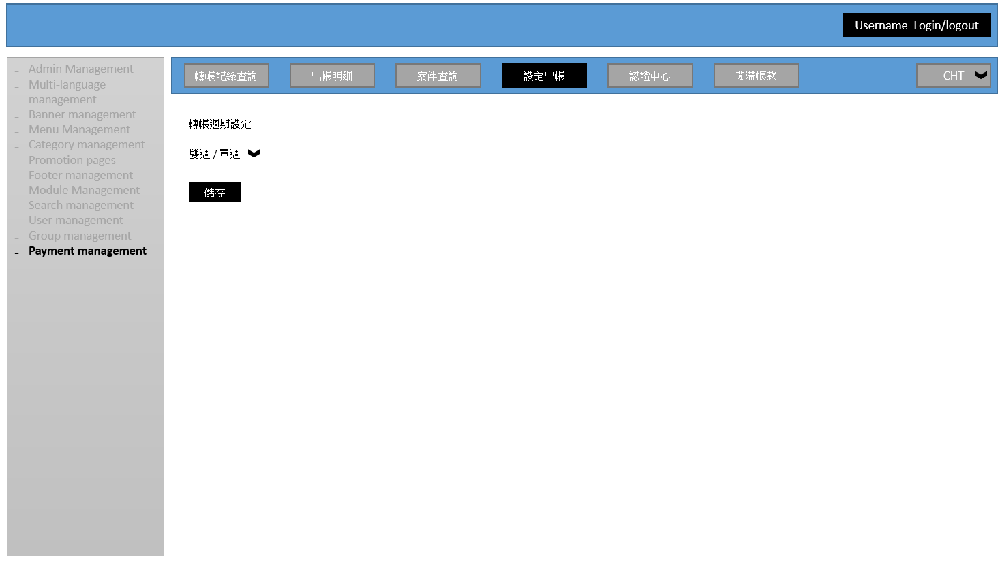 Username Login/logout
轉帳記錄查詢 出帳明細 案件查詢 設定出帳 認證中心 閒滯帳款 CHT
- Admin Management
- Multi-language
management
- Banner management
- Menu Management
- Category management
- Promotion pages
- Footer management
- Module Management
- Search management
- User management
- Group management
- Payment management
轉帳週期設定
雙週 / 單週
儲存